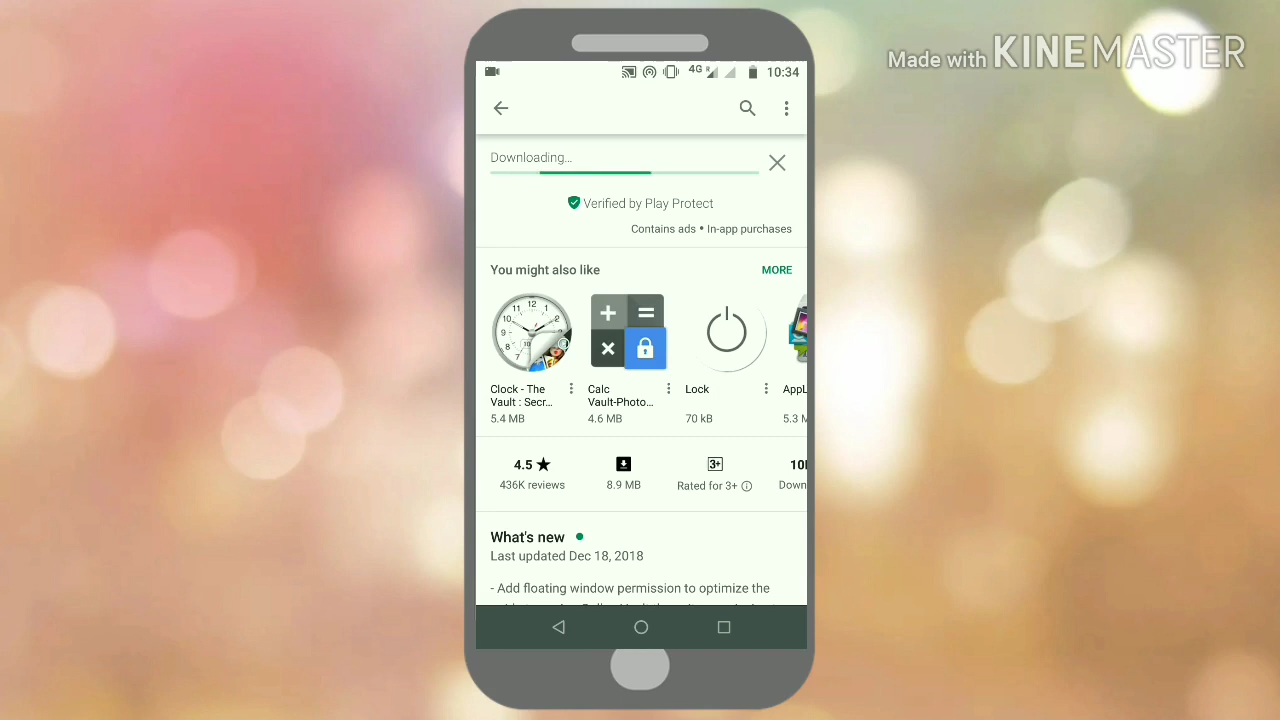 Made with KINEMASTER
4G R 10:34
Downloading...
Verified by Play Protect
Contains ads • In-app purchases
You might also like MORE
Clock - The Vault : Secr...
5.4 MB
Calc Vault-Photo...
4.6 MB
Lock
70 kB
AppL
5.3 M
4.5 ★
436K reviews
8.9 MB
3+
Rated for 3+
10
Down
What's new
Last updated Dec 18, 2018
- Add floating window permission to optimize the